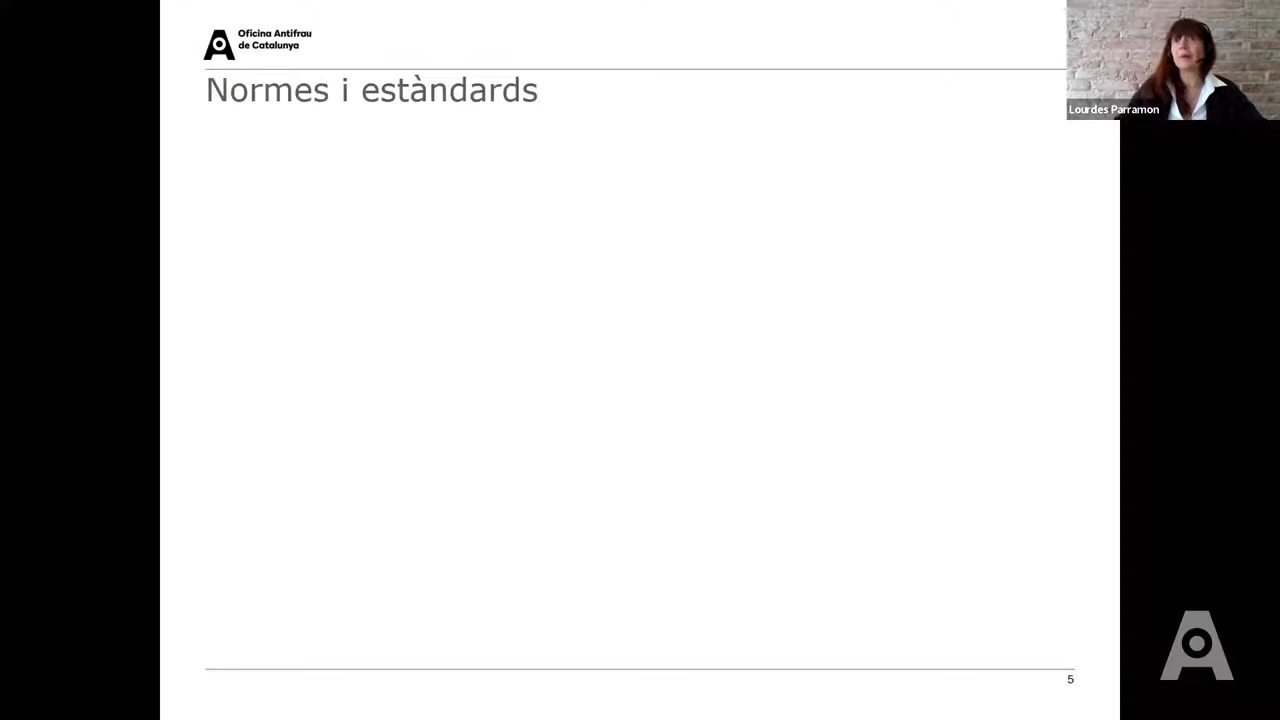 Oficina Antifrau
de Catalunya
Normes i estàndards
Lourdes Parramon
5